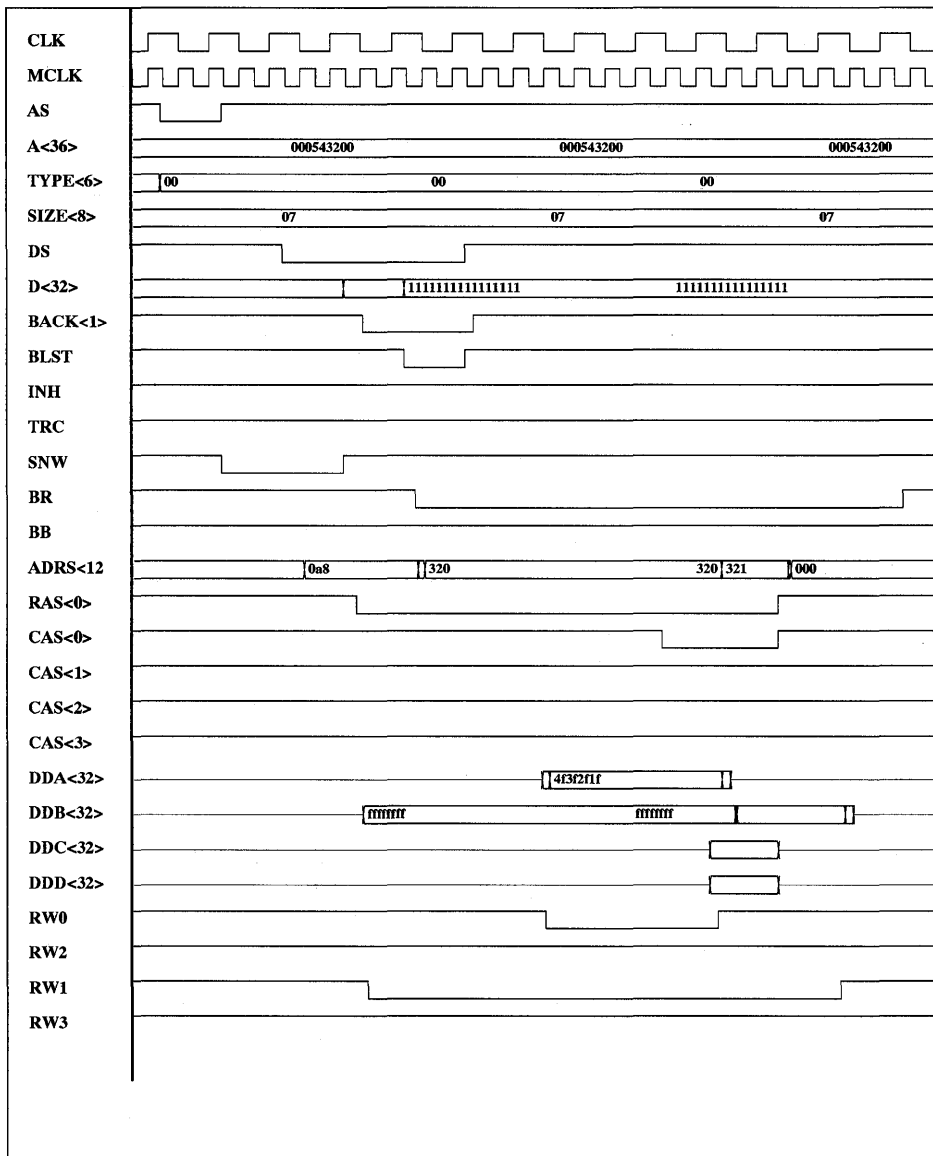 CLK
MCLK
AS
A<36> 000543200 000543200 000543200
TYPE<6> 00 00 00
SIZE<8> 07 07 07
DS
D<32> 1111111111111111 1111111111111111
BACK<1>
BLST
INH
TRC
SNW
BR
BB
ADRS<12 0a8 320 320 321 000
RAS<0>
CAS<0>
CAS<1>
CAS<2>
CAS<3>
DDA<32> 4f3f2f1f
DDB<32> ffffffff ffffffff
DDC<32>
DDD<32>
RW0
RW2
RW1
RW3